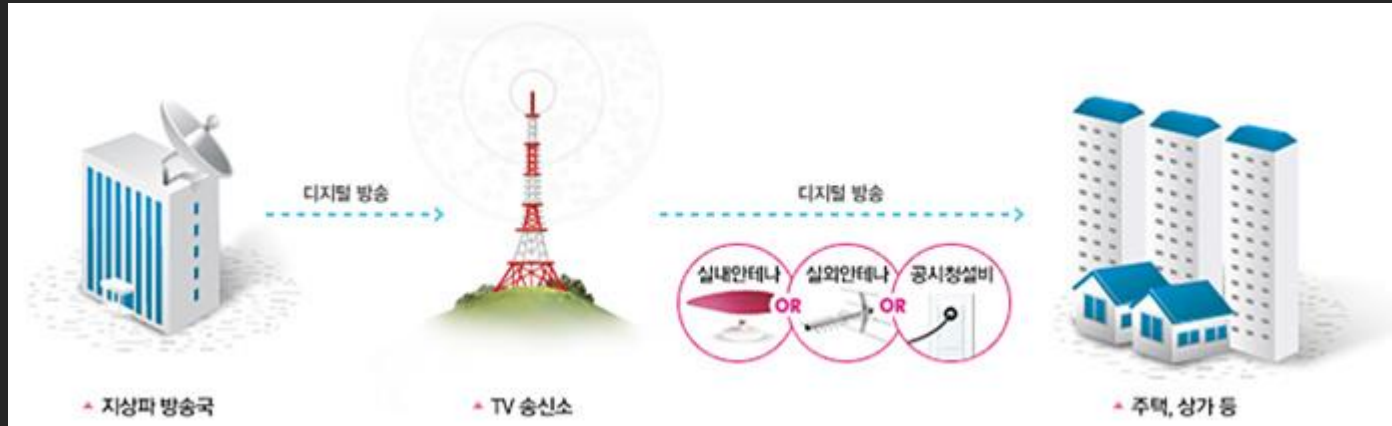 디지털 방송
디지털 방송
실내안테나
OR
실외안테나
OR
공시청설비
▲ 지상파 방송국
▲ TV 송신소
▲ 주택, 상가 등